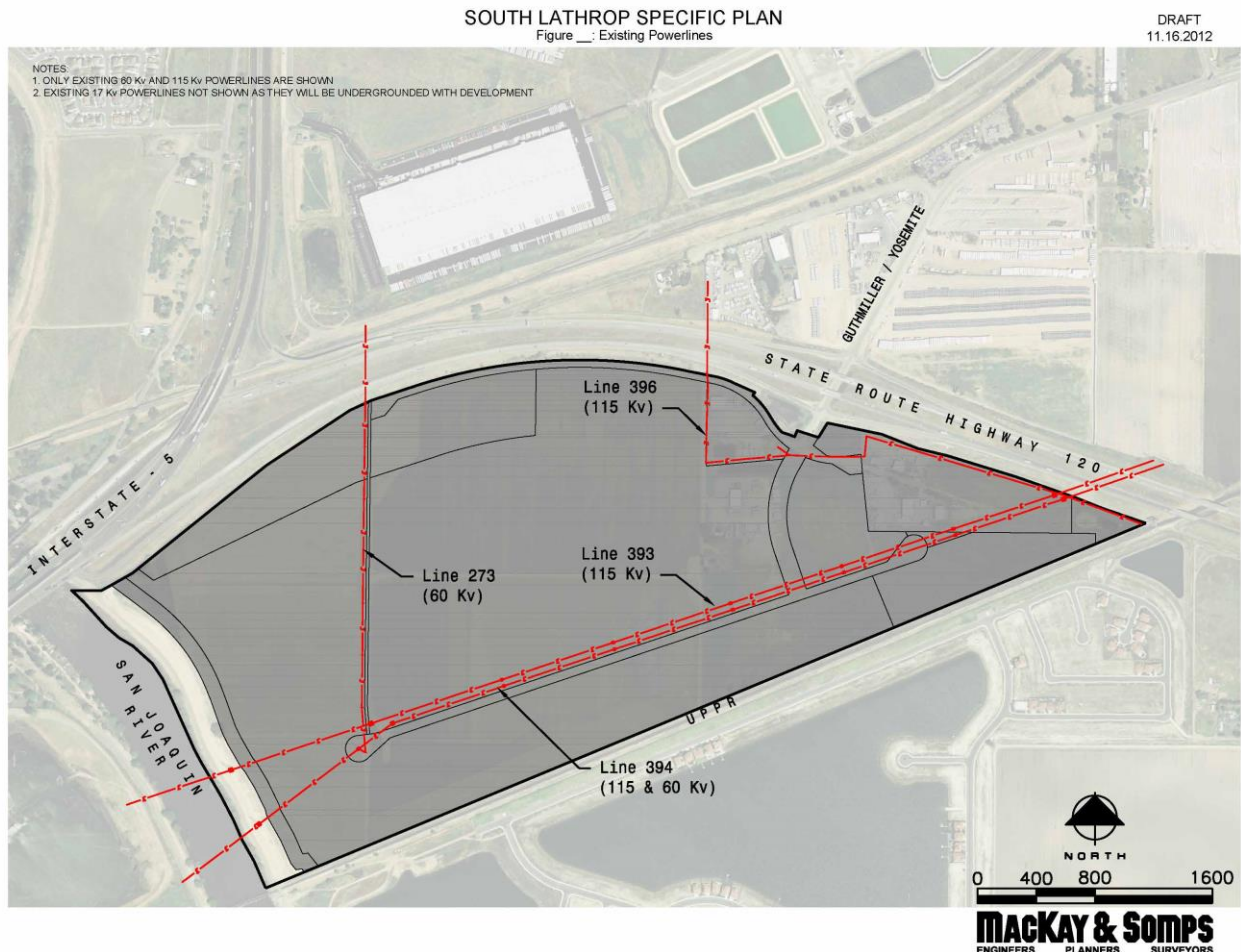 SOUTH LATHROP SPECIFIC PLAN
Figure __: Existing Powerlines
DRAFT
11.16.2012
NOTES
1. ONLY EXISTING 60 Kv AND 115 Kv POWERLINES ARE SHOWN
2. EXISTING 17 Kv POWERLINES NOT SHOWN AS THEY WILL BE UNDERGROUNDED WITH DEVELOPMENT
GUTHMILLER / YOSEMITE
STATE ROUTE HIGHWAY 120
Line 396
(115 Kv)
INTERSTATE - 5
Line 393
(115 Kv)
Line 273
(60 Kv)
SAN JOAQUIN
RIVER
UPPR
Line 394
(115 & 60 Kv)
NORTH
0 400 800 1600
MACKAY & SOMPS
ENGINEERS PLANNERS SURVEYORS